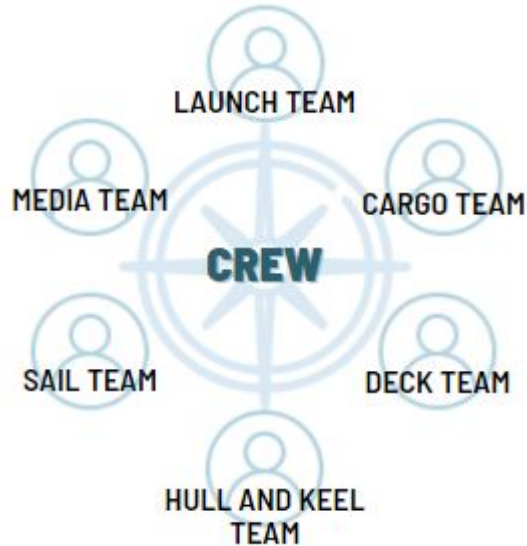 LAUNCH TEAM
MEDIA TEAM
CARGO TEAM
CREW
SAIL TEAM
DECK TEAM
HULL AND KEEL
TEAM